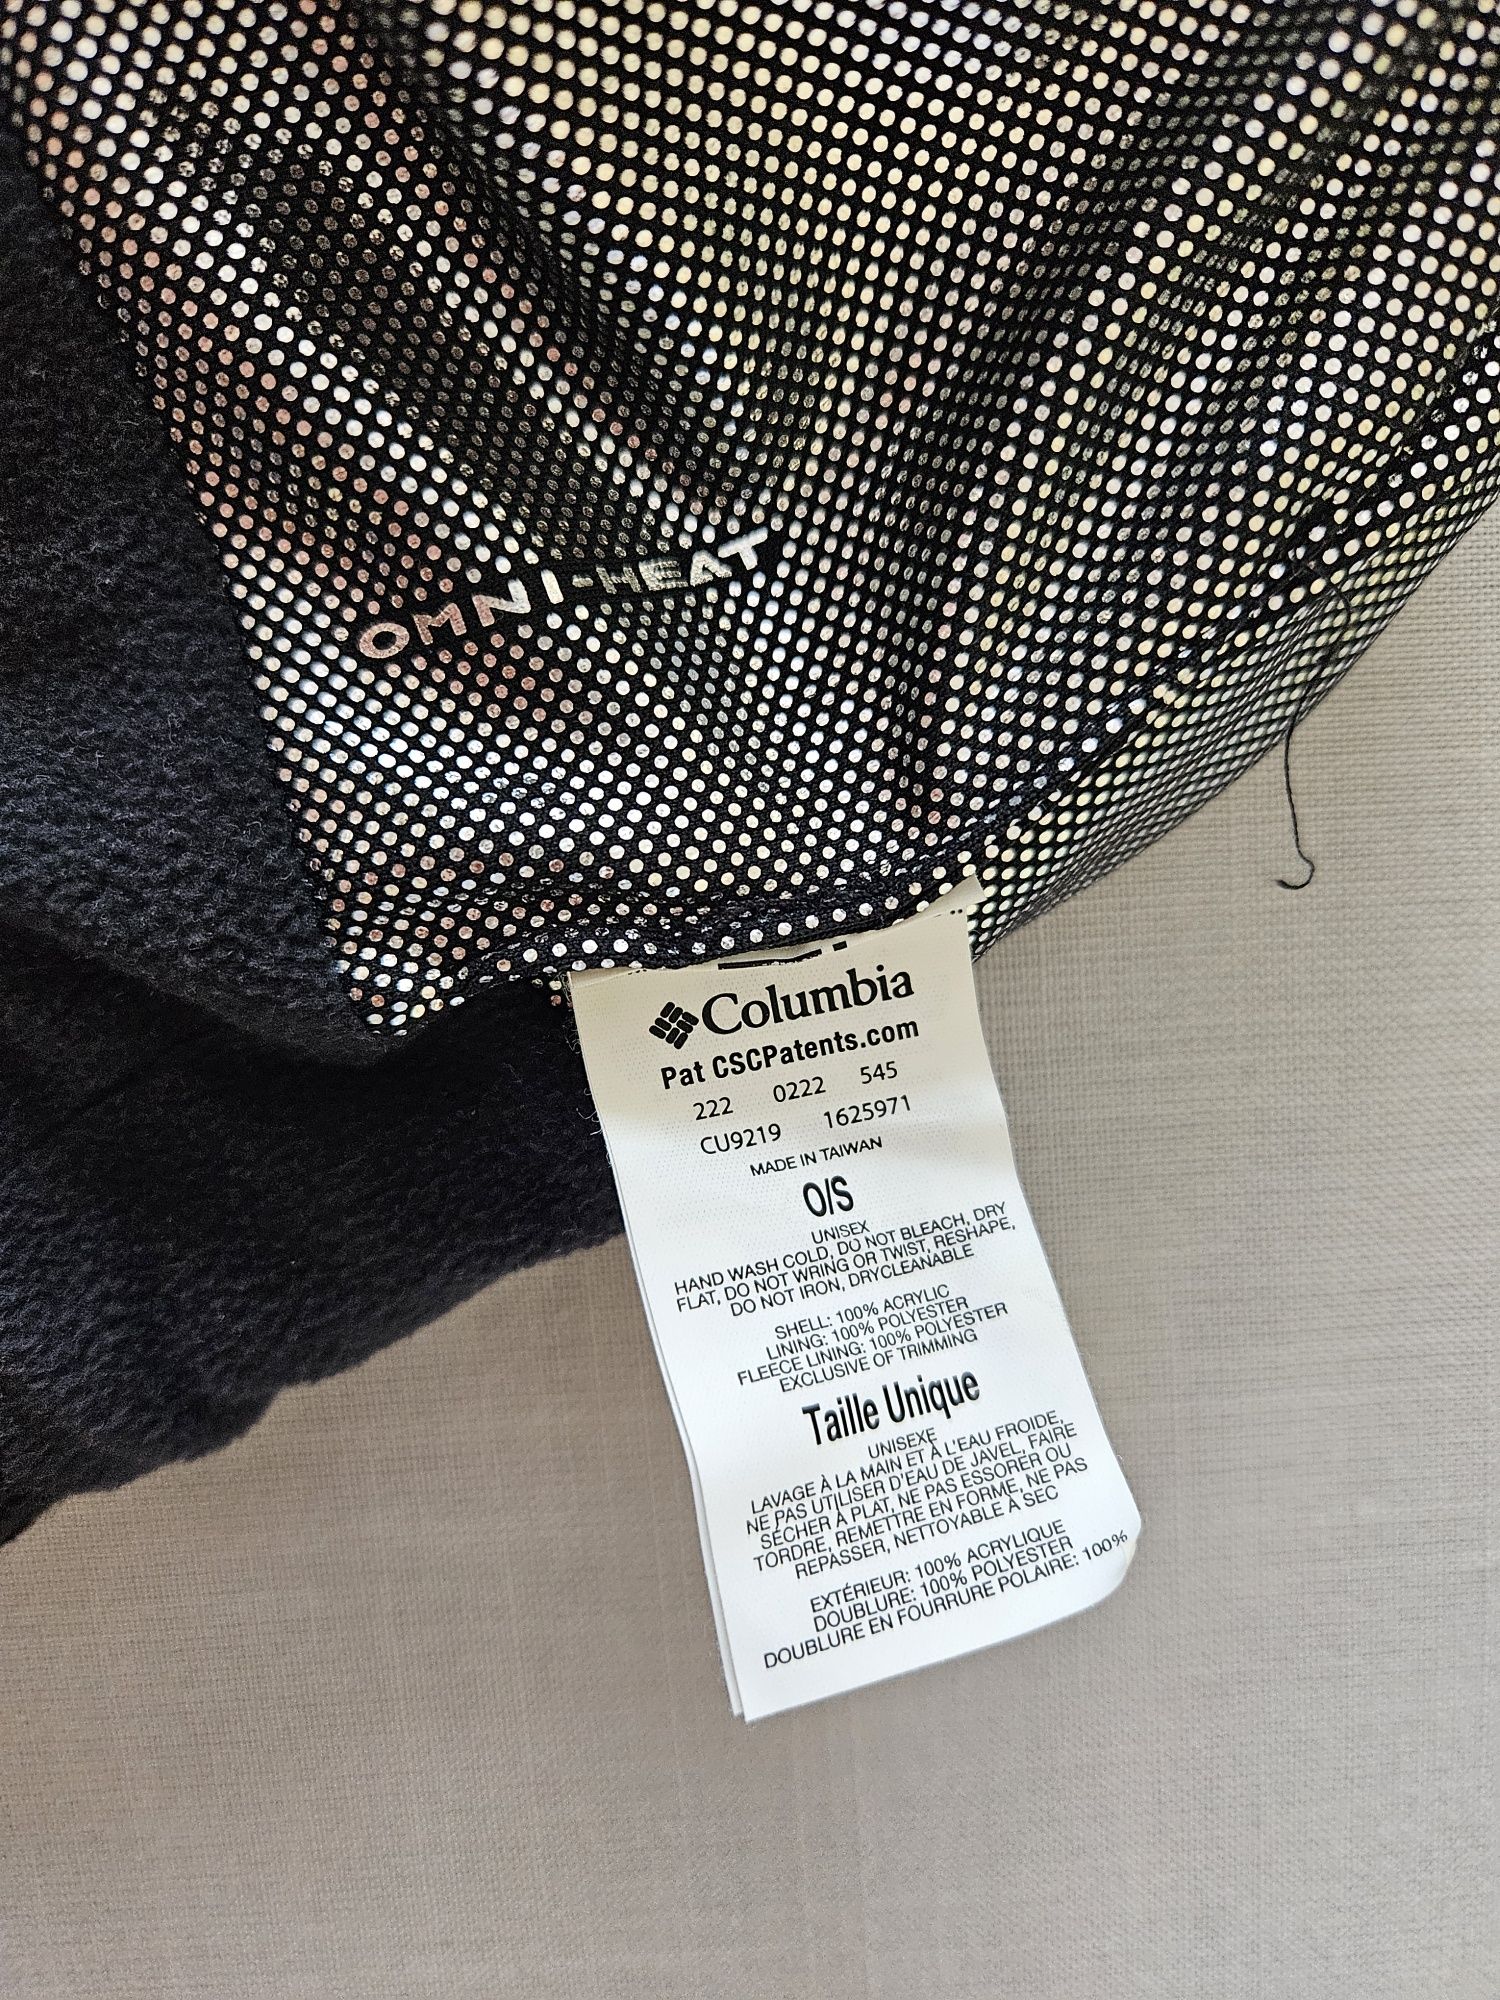 OMNI-HEAT
Columbia
Pat CSCPatents.com
222 0222 545
CU9219 1625971
MADE IN TAIWAN
O/S
UNISEX
HAND WASH COLD, DO NOT BLEACH, DRY
FLAT, DO NOT WRING OR TWIST, RESHAPE,
DO NOT IRON, DRYCLEANABLE
SHELL: 100% ACRYLIC
LINING: 100% POLYESTER
FLEECE LINING: 100% POLYESTER
EXCLUSIVE OF TRIMMING
Taille Unique
UNISEXE
LAVAGE À LA MAIN ET À L'EAU FROIDE,
NE PAS UTILISER D'EAU DE JAVEL, FAIRE
SÉCHER À PLAT, NE PAS ESSORER OU
TORDRE, REMETTRE EN FORME, NE PAS
REPASSER, NETTOYABLE À SEC
EXTÉRIEUR: 100% ACRYLIQUE
DOUBLURE: 100% POLYESTER
DOUBLURE EN FOURRURE POLAIRE: 100%